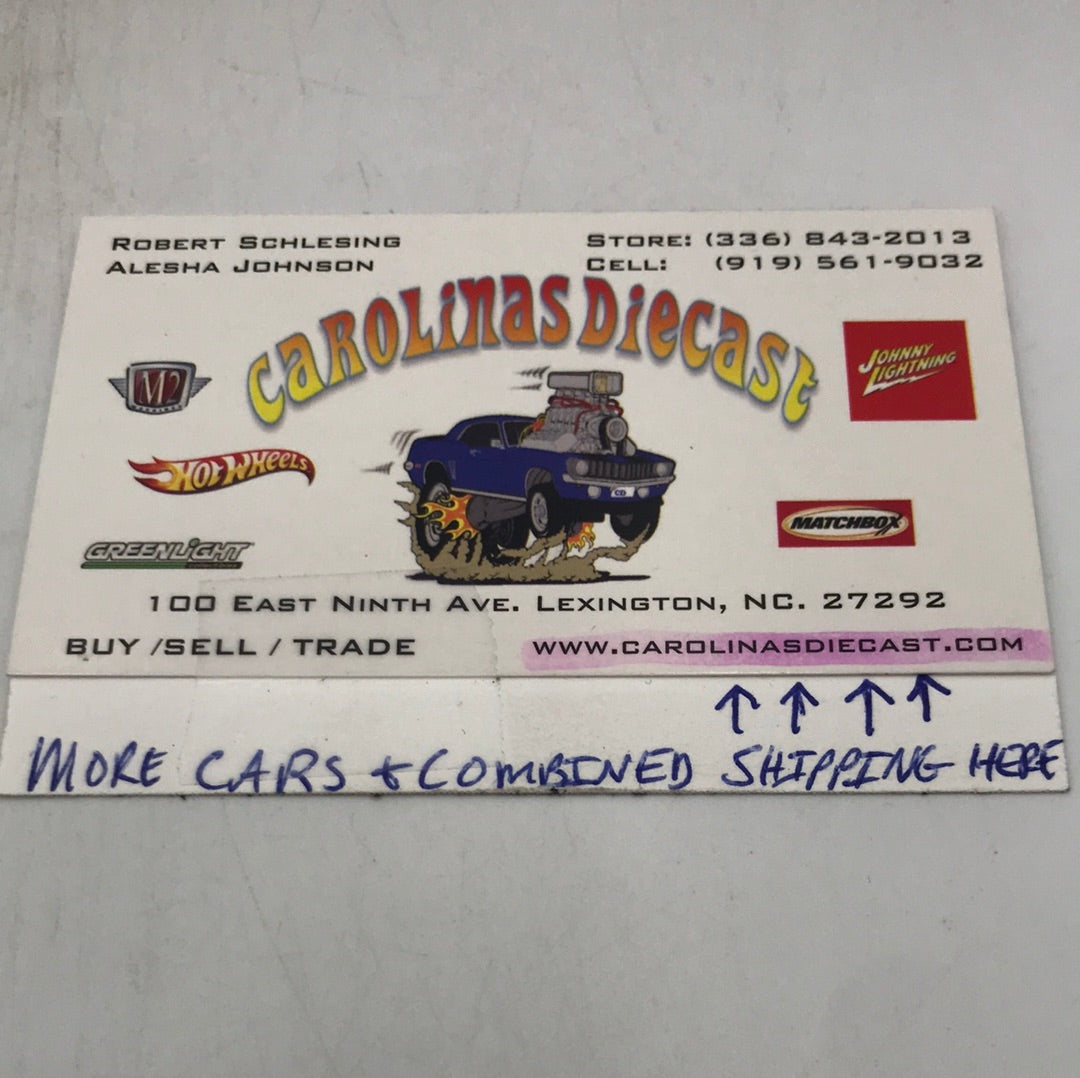 ROBERT SCHLESING
ALESHA JOHNSON
STORE: (336) 843-2013
CELL: (919) 561-9032
CAROLINAS DIECAST
M2
JOHNNY LIGHTNING
HOT WHEELS
CD
MATCHBOX
GREENLIGHT
100 EAST NINTH AVE. LEXINGTON, NC. 27292
BUY /SELL / TRADE
WWW.CAROLINASDIECAST.COM
MORE CARS + COMBINED SHIPPING HERE